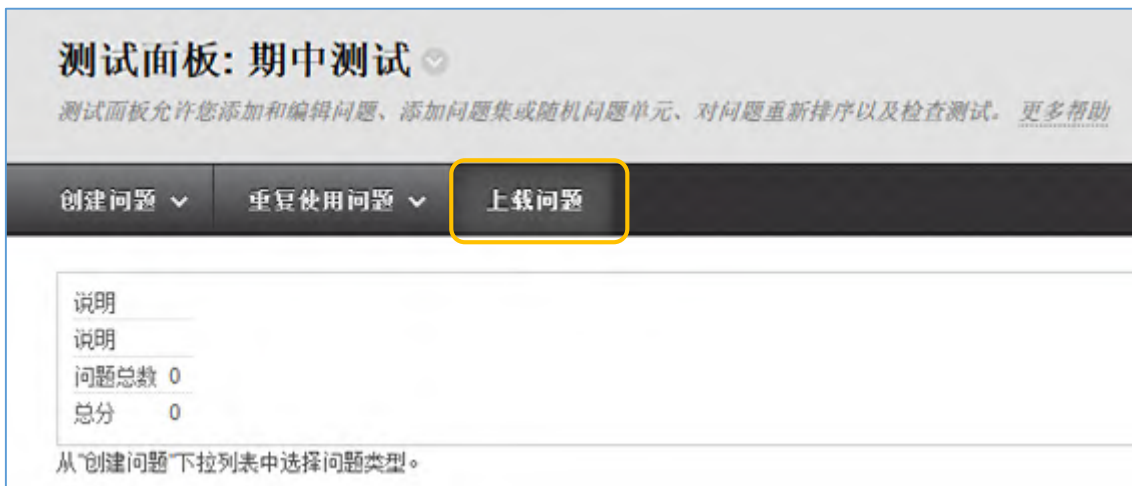 测试面板: 期中测试
测试面板允许您添加和编辑问题、添加问题集或随机问题单元、对问题重新排序以及检查测试。 更多帮助
创建问题 重复使用问题 上载问题
说明
说明
问题总数 0
总分 0
从"创建问题"下拉列表中选择问题类型。